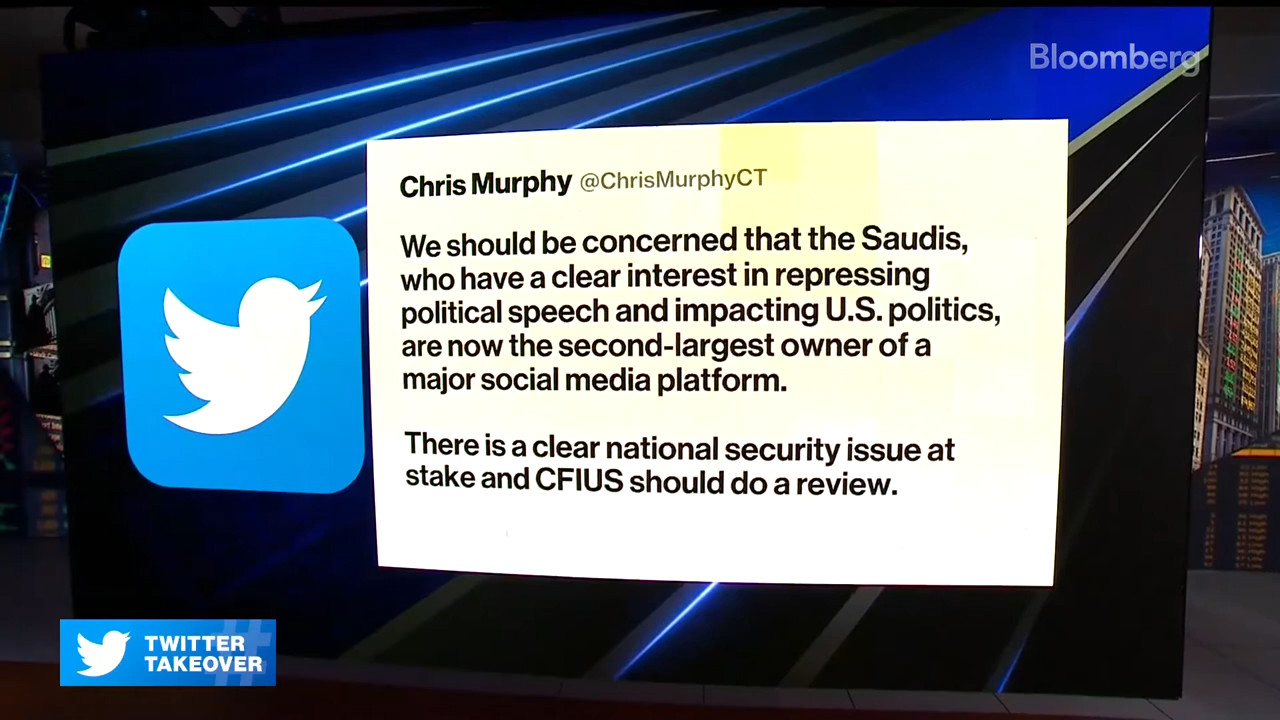 Bloomberg
Chris Murphy @ChrisMurphyCT
We should be concerned that the Saudis,
who have a clear interest in repressing
political speech and impacting U.S. politics,
are now the second-largest owner of a
major social media platform.
There is a clear national security issue at
stake and CFIUS should do a review.
TWITTER
TAKEOVER
#